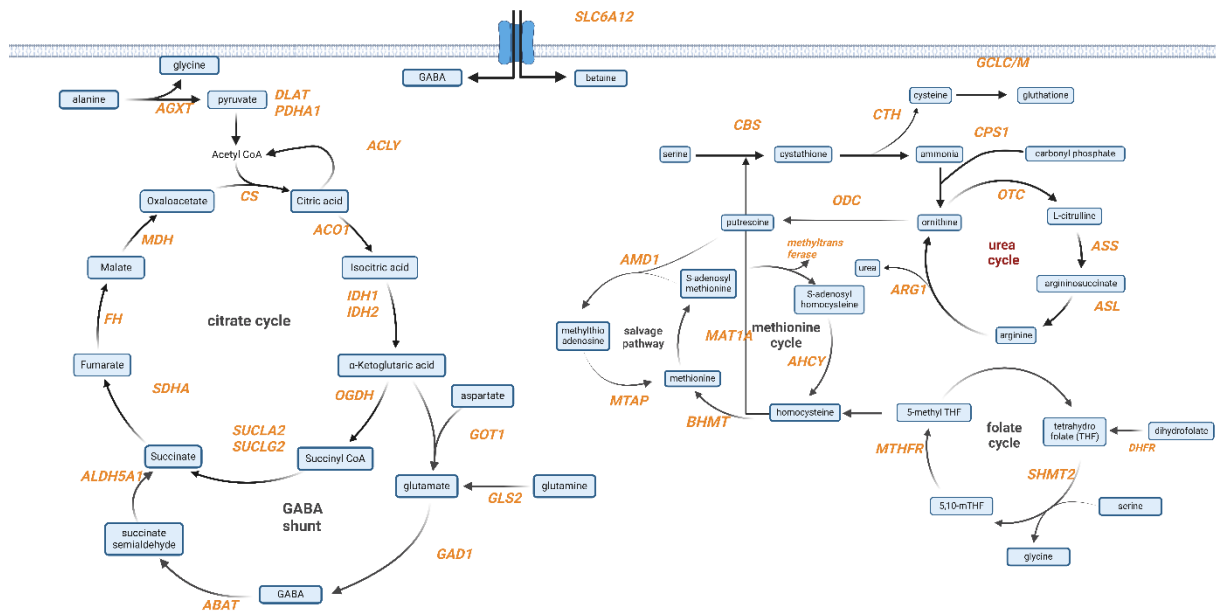 SLC6A12
glycine
GABA
betaine
GCLC/M
alanine
AGXT
pyruvate
DLAT
PDHA1
cysteine
gluthatione
CTH
CPS1
CBS
Acetyl CoA
ACLY
serine
cystathione
ammonia
carbonyl phosphate
CS
Oxaloacetate
Citric acid
ODC
OTC
L-citrulline
putrescine
ornithine
MDH
ACO1
methyltrans
ferase
urea
cycle
ASS
Malate
Isocitric acid
AMD1
S-adenosyl
methionine
urea
ARG1
argininosuccinate
S-adenosyl
homocysteine
IDH1
IDH2
ASL
FH
citrate cycle
methylthio
adenosine
salvage
pathway
MAT1A
methionine
cycle
arginine
Fumarate
α-Ketoglutaric acid
AHCY
methionine
SDHA
OGDH
aspartate
MTAP
homocysteine
5-methyl THF
BHMT
folate
cycle
tetrahydro
folate (THF)
dihydrofolate
SUCLA2
SUCLG2
GOT1
MTHFR
DHFR
Succinate
Succinyl CoA
ALDH5A1
SHMT2
glutamate
GLS2
glutamine
GABA
shunt
5,10-mTHF
serine
succinate
semialdehyde
GAD1
glycine
ABAT
GABA